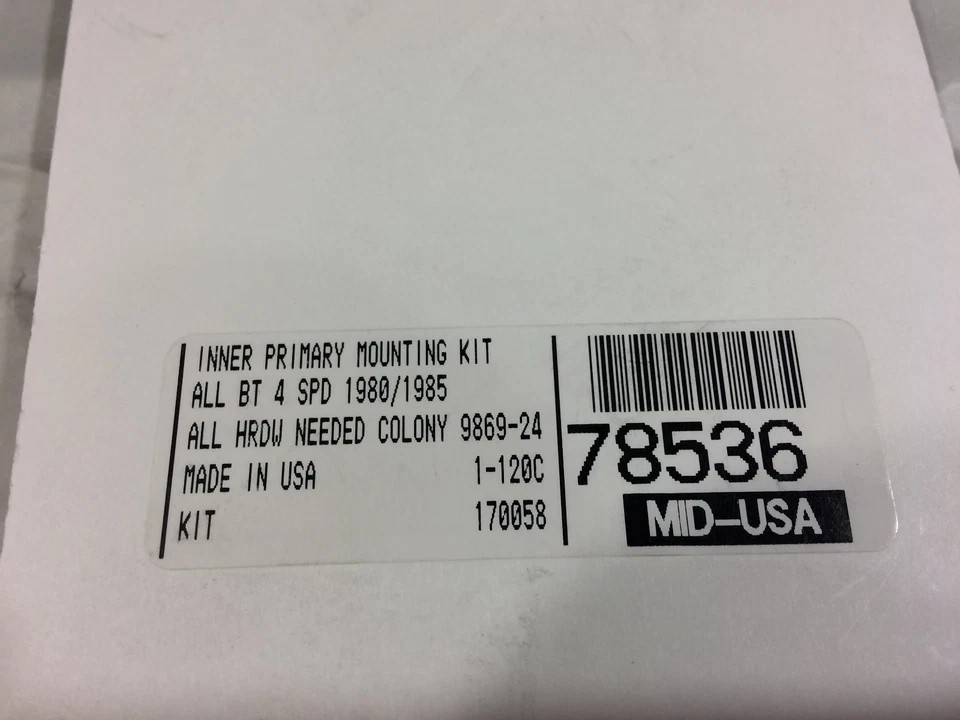 INNER PRIMARY MOUNTING KIT
ALL BT 4 SPD 1980/1985
ALL HRDW NEEDED COLONY 9869-24
MADE IN USA 1-120C
KIT 170058
78536
MID-USA